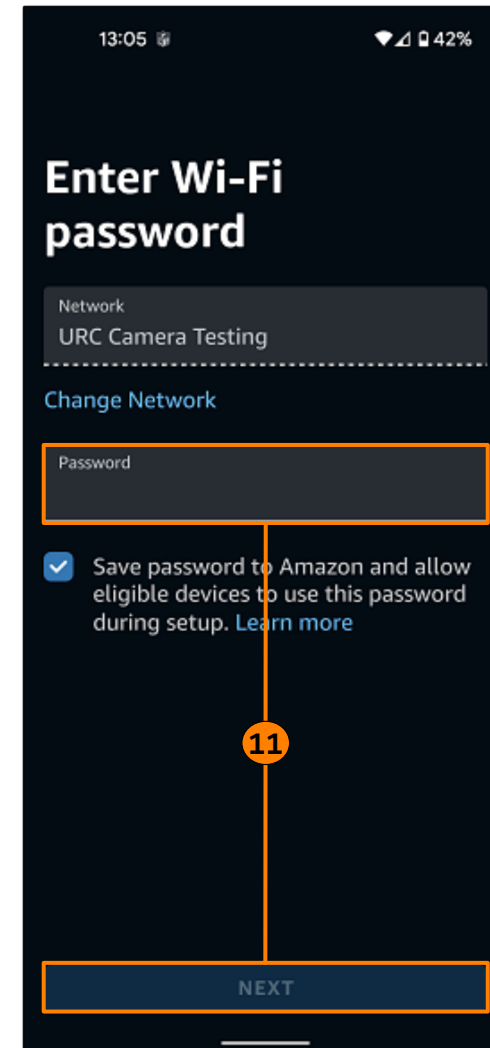 13:05 42%
Enter Wi-Fi
password
Network
URC Camera Testing
Change Network
Password
Save password to Amazon and allow
eligible devices to use this password
during setup. Learn more
11
NEXT